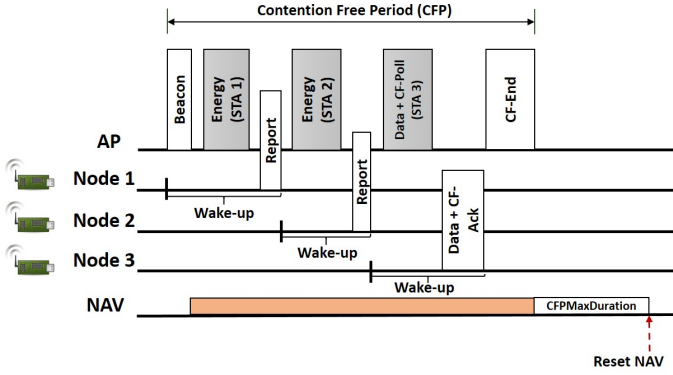 Contention Free Period (CFP)
Beacon
Energy
(STA 1)
Report
Energy
(STA 2)
Report
Data + CF-Poll
(STA 3)
Data + CF-
Ack
CF-End
AP
Node 1
Wake-up
Node 2
Wake-up
Node 3
Wake-up
NAV
CFPMaxDuration
Reset NAV